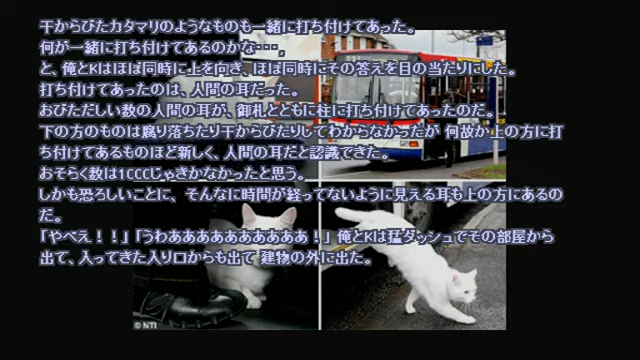 干からびたカタマリのようなものも一緒に打ち付けてあった。
何が一緒に打ち付けてあるのかな・・・,
と、俺とKはほぼ同時に上を向き、ほぼ同時にその答えを目の当たりにした。
打ち付けてあったのは、人間の耳だった。
おびただしい数の人間の耳が、御札とともに柱に打ち付けてあったのだ。
下の方のものは腐り落ちたり干からびたりしてわからなかったが 何故か上の方に打
ち付けてあるものほど新しく、人間の耳だと認識できた。
おそらく数は1CCCじゃきかなかったと思う。
しかも恐ろしいことに、そんなに時間が経ってないように見える耳も上の方にあるの
だ。
「やべえ！！」「うわああああああああああ！」俺とKは猛ダッシュでその部屋から
出て、入ってきた入り口からも出て 建物の外に出た。
© NTI